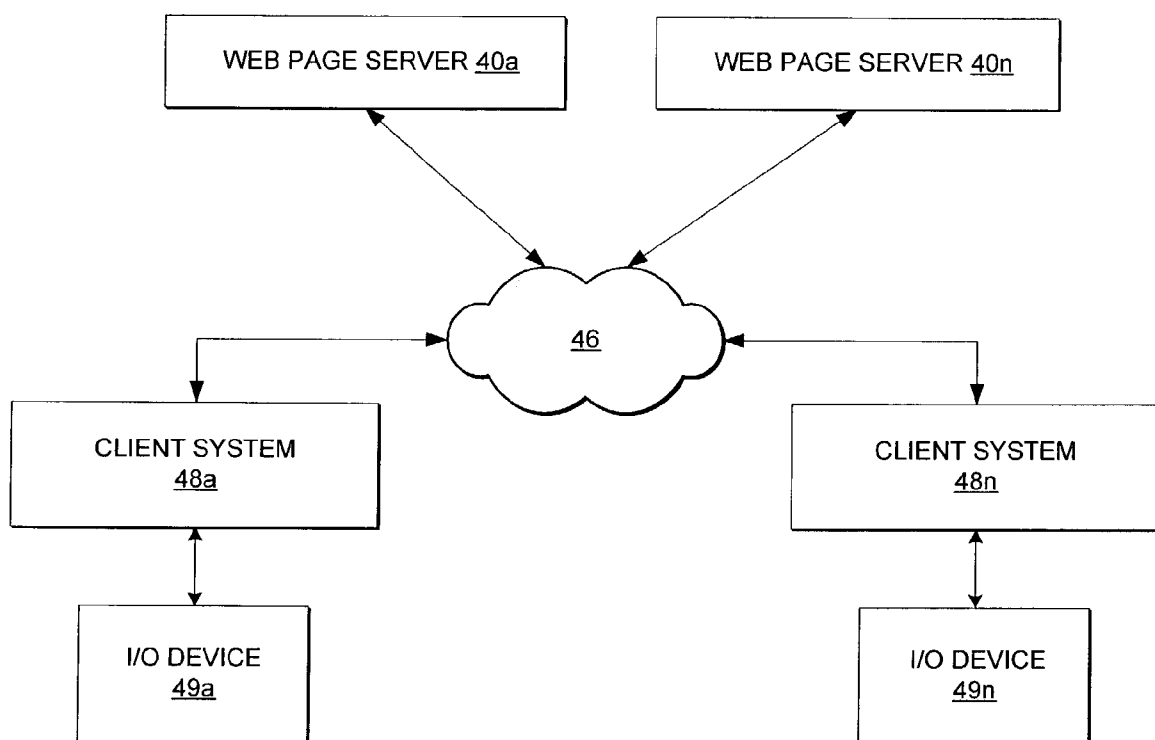 WEB PAGE SERVER 40a
WEB PAGE SERVER 40n
46
CLIENT SYSTEM
48a
CLIENT SYSTEM
48n
I/O DEVICE
49a
I/O DEVICE
49n